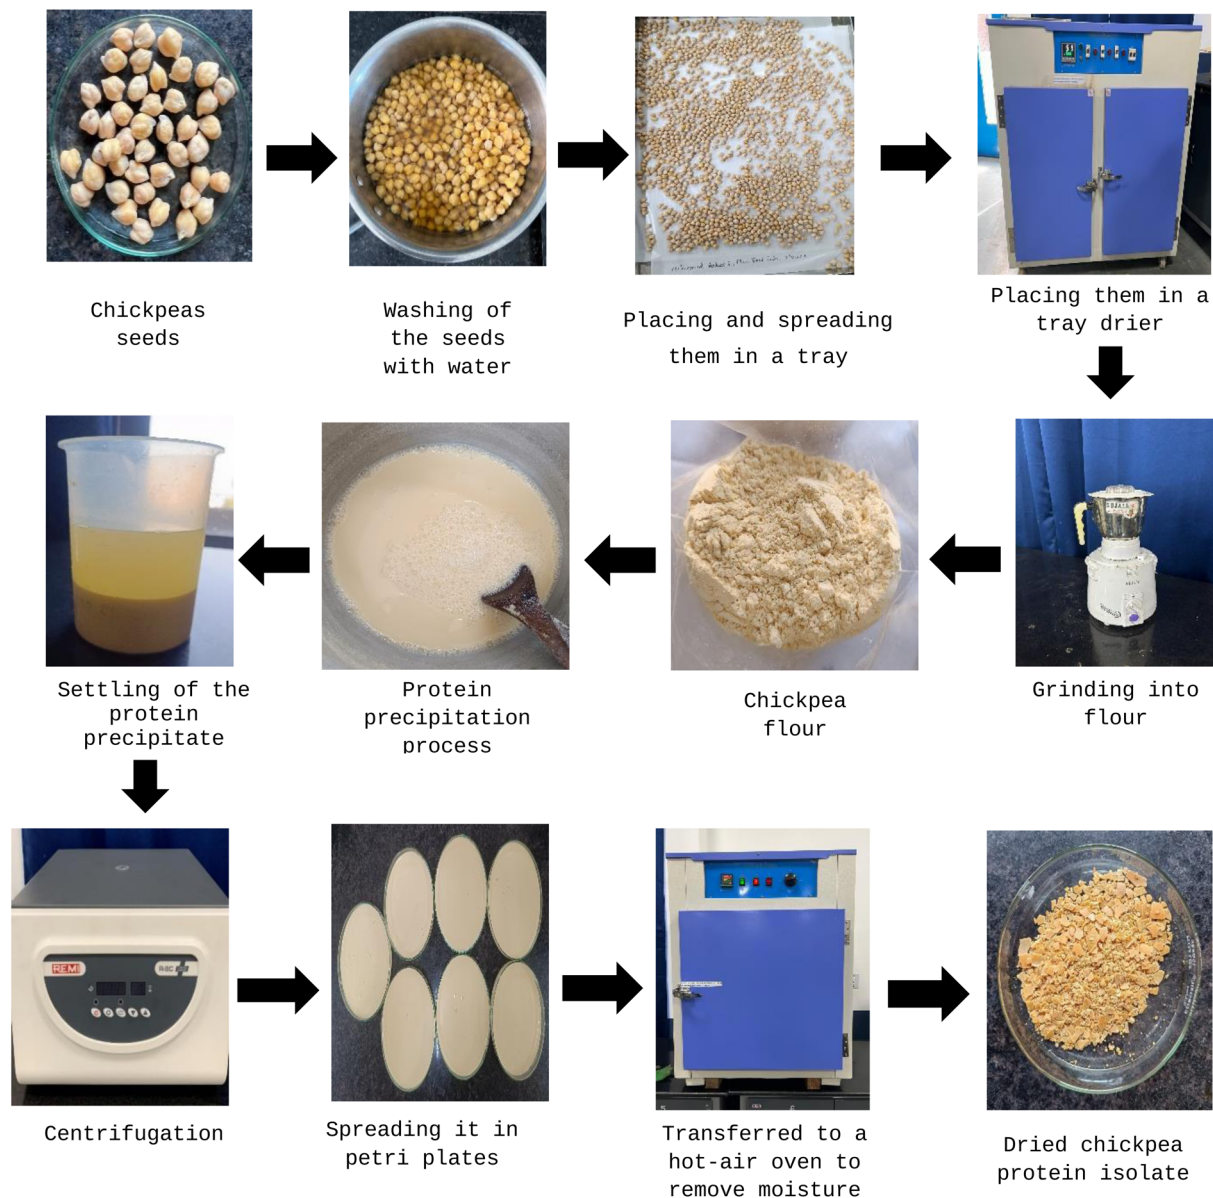 Chickpeas
seeds
Washing of
the seeds
with water
Placing and spreading
them in a tray
Placing them in a
tray drier
Settling of the
protein
precipitate
Protein
precipitation
process
Chickpea
flour
Grinding into
flour
REMI
Centrifugation
Spreading it in
petri plates
Transferred to a
hot-air oven to
remove moisture
Dried chickpea
protein isolate